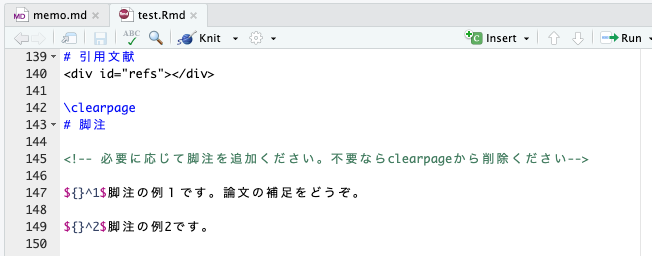 memo.md × test.Rmd ×
ABC Knit Insert Run
139 # 引用文献
140 <div id="refs"></div>
141
142 \clearpage
143 # 脚注
144
145 <!-- 必要に応じて脚注を追加ください。不要ならclearpageから削除ください-->
146
147 ${}^1$脚注の例１です。論文の補足をどうぞ。
148
149 ${}^2$脚注の例2です。
150